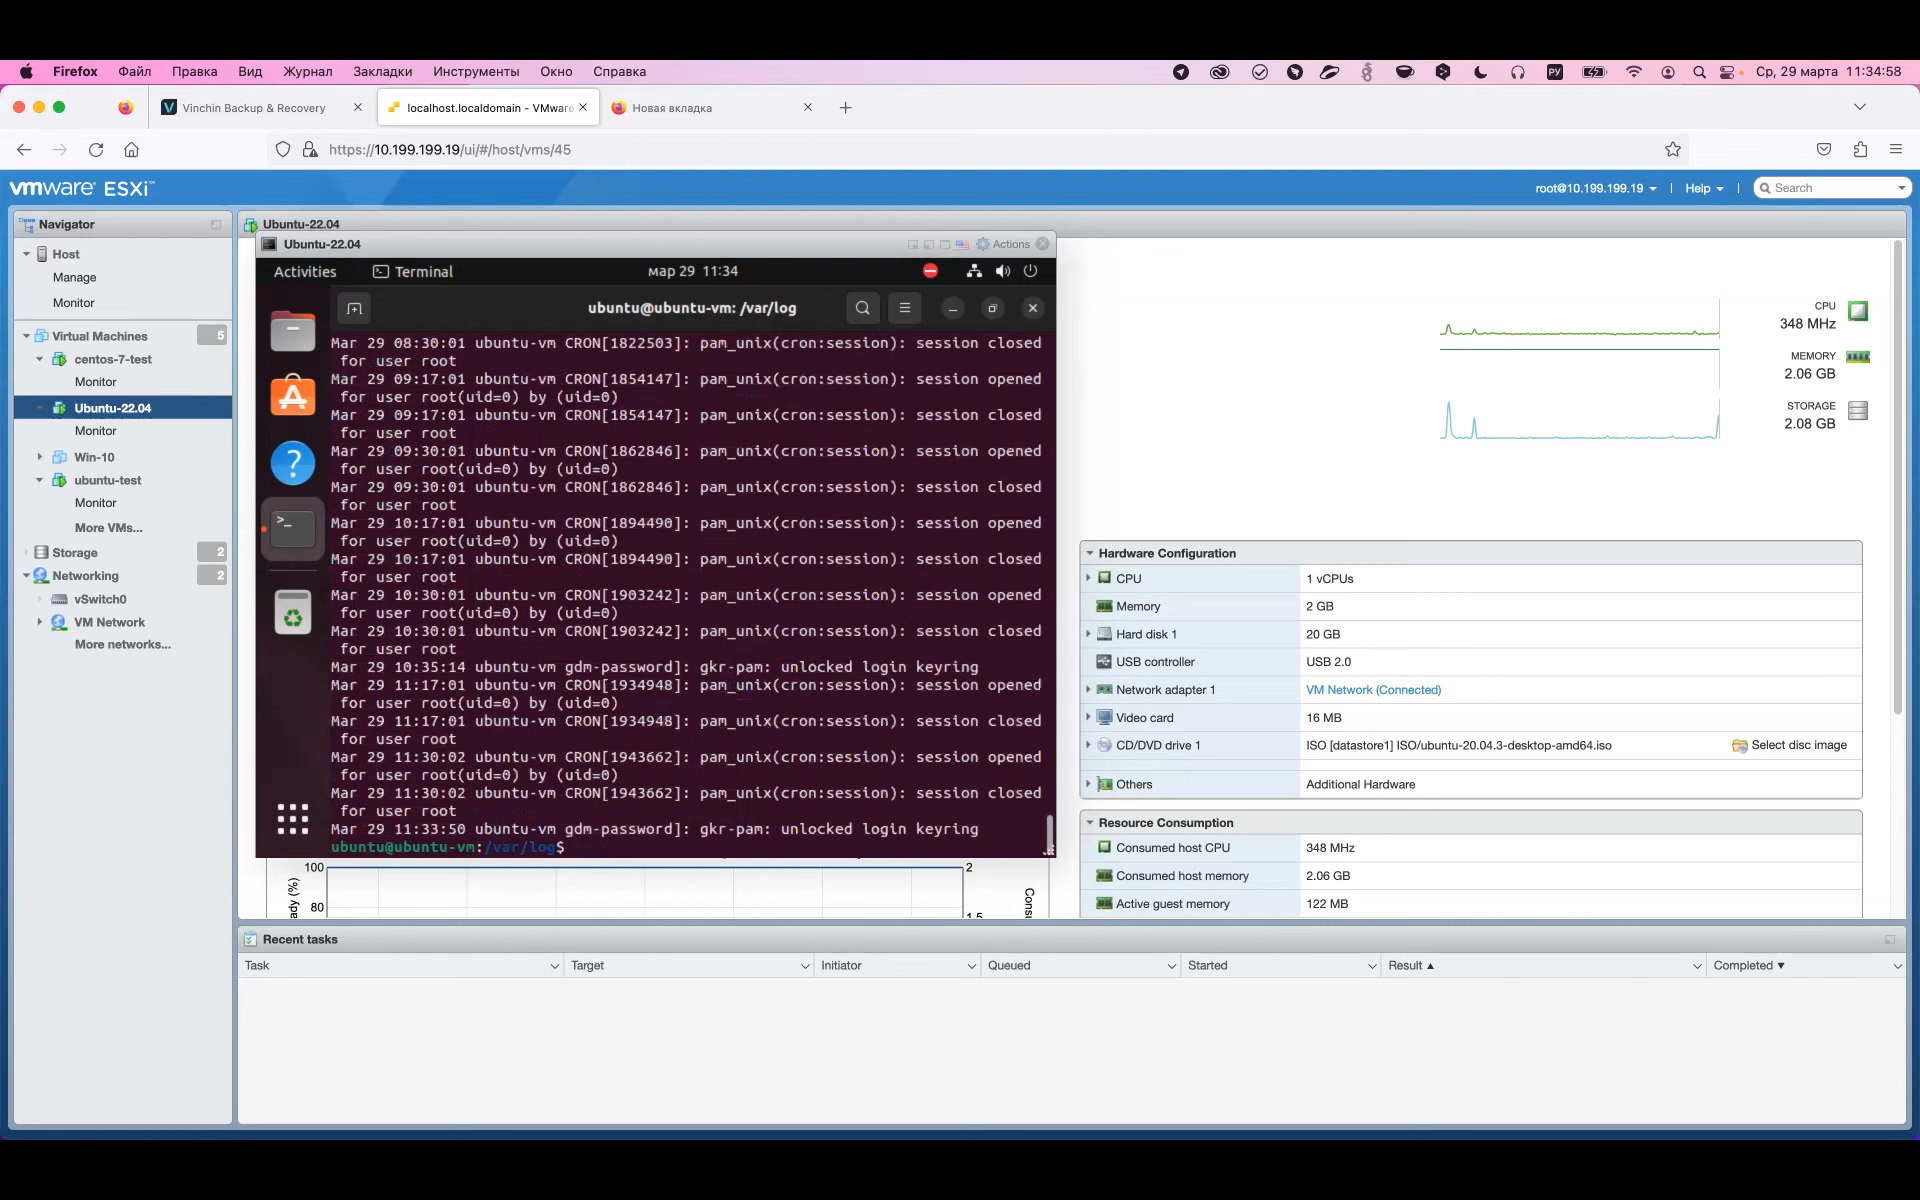 Firefox Файл Правка Вид Журнал Закладки Инструменты Окно Справка РУ Ср, 29 марта 11:34:58
Vinchin Backup & Recovery localhost.localdomain - VMware Новая вкладка
https://10.199.199.19/ui/#/host/vms/45
vmware ESXi root@10.199.199.19 | Help | Search
Navigator
Host
Manage
Monitor
Virtual Machines 5
centos-7-test
Monitor
Ubuntu-22.04
Monitor
Win-10
ubuntu-test
Monitor
More VMs...
Storage 2
Networking 2
vSwitch0
VM Network
More networks...
Ubuntu-22.04
Ubuntu-22.04 Actions
Activities Terminal мар 29 11:34
ubuntu@ubuntu-vm: /var/log
Mar 29 08:30:01 ubuntu-vm CRON[1822503]: pam_unix(cron:session): session closed
for user root
Mar 29 09:17:01 ubuntu-vm CRON[1854147]: pam_unix(cron:session): session opened
for user root(uid=0) by (uid=0)
Mar 29 09:17:01 ubuntu-vm CRON[1854147]: pam_unix(cron:session): session closed
for user root
Mar 29 09:30:01 ubuntu-vm CRON[1862846]: pam_unix(cron:session): session opened
for user root(uid=0) by (uid=0)
Mar 29 09:30:01 ubuntu-vm CRON[1862846]: pam_unix(cron:session): session closed
for user root
Mar 29 10:17:01 ubuntu-vm CRON[1894490]: pam_unix(cron:session): session opened
for user root(uid=0) by (uid=0)
Mar 29 10:17:01 ubuntu-vm CRON[1894490]: pam_unix(cron:session): session closed
for user root
Mar 29 10:30:01 ubuntu-vm CRON[1903242]: pam_unix(cron:session): session opened
for user root(uid=0) by (uid=0)
Mar 29 10:30:01 ubuntu-vm CRON[1903242]: pam_unix(cron:session): session closed
for user root
Mar 29 10:35:14 ubuntu-vm gdm-password]: gkr-pam: unlocked login keyring
Mar 29 11:17:01 ubuntu-vm CRON[1934948]: pam_unix(cron:session): session opened
for user root(uid=0) by (uid=0)
Mar 29 11:17:01 ubuntu-vm CRON[1934948]: pam_unix(cron:session): session closed
for user root
Mar 29 11:30:02 ubuntu-vm CRON[1943662]: pam_unix(cron:session): session opened
for user root(uid=0) by (uid=0)
Mar 29 11:30:02 ubuntu-vm CRON[1943662]: pam_unix(cron:session): session closed
for user root
Mar 29 11:33:50 ubuntu-vm gdm-password]: gkr-pam: unlocked login keyring
ubuntu@ubuntu-vm:/var/log$
100 2
80 1.5
ady (%)
Const
CPU
348 MHz
MEMORY
2.06 GB
STORAGE
2.08 GB
Hardware Configuration
CPU 1 vCPUs
Memory 2 GB
Hard disk 1 20 GB
USB controller USB 2.0
Network adapter 1 VM Network (Connected)
Video card 16 MB
CD/DVD drive 1 ISO [datastore1] ISO/ubuntu-20.04.3-desktop-amd64.iso Select disc image
Others Additional Hardware
Resource Consumption
Consumed host CPU 348 MHz
Consumed host memory 2.06 GB
Active guest memory 122 MB
Recent tasks
Task Target Initiator Queued Started Result Completed